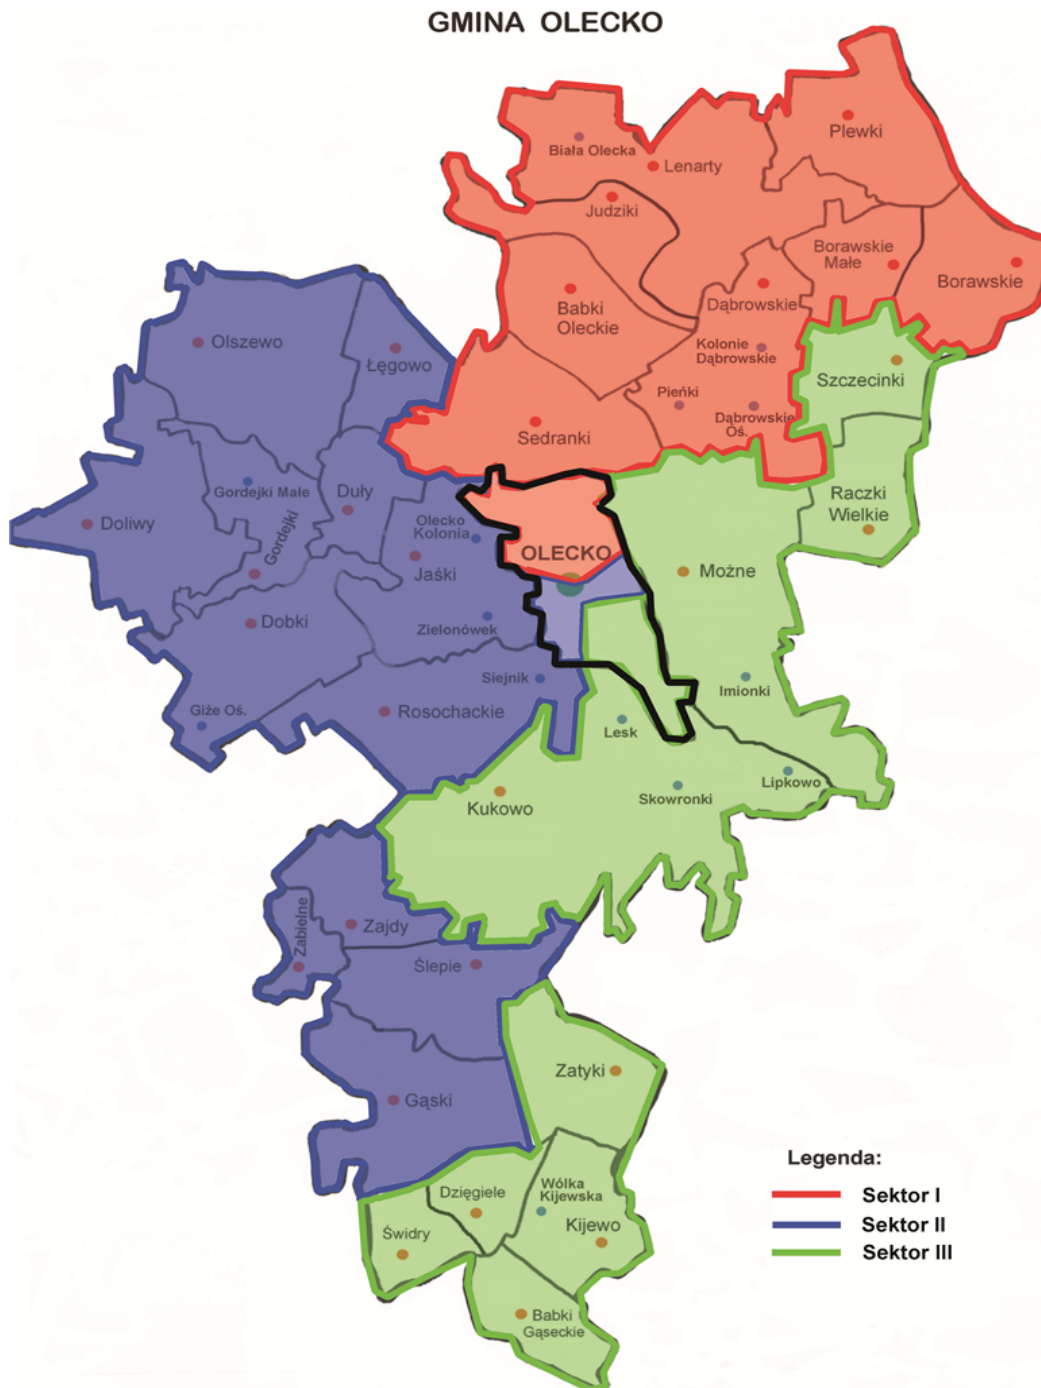 GMINA OLECKO
Plewki
Biała Olecka
Lenarty
Judziki
Borawskie
Małe
Borawskie
Babki
Oleckie
Dąbrowskie
Kolonie
Dąbrowskie
Olszewo
Łęgowo
Szczecinki
Pieńki
Dąbrowskie
Oś.
Sedranki
Gordejki Małe
Duły
Raczki
Wielkie
Doliwy
Gordejki
Olecko
Kolonia
OLECKO
Jaśki
Możne
Dobki
Zielonówek
Siejnik
Imionki
Giże Oś.
Rosochackie
Lesk
Lipkowo
Kukowo
Skowronki
Zabielne
Zajdy
Ślepie
Zatyki
Gąski
Legenda:
Sektor I
Sektor II
Sektor III
Dzięgiele
Wólka
Kijewska
Świdry
Kijewo
Babki
Gąseckie